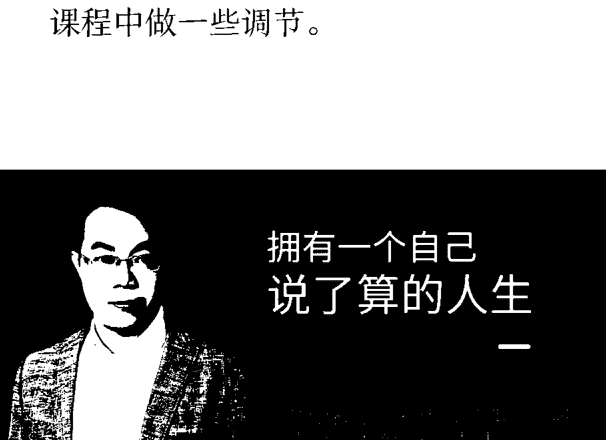 课程中做一些调节。
拥有一个自己
说了算的人生